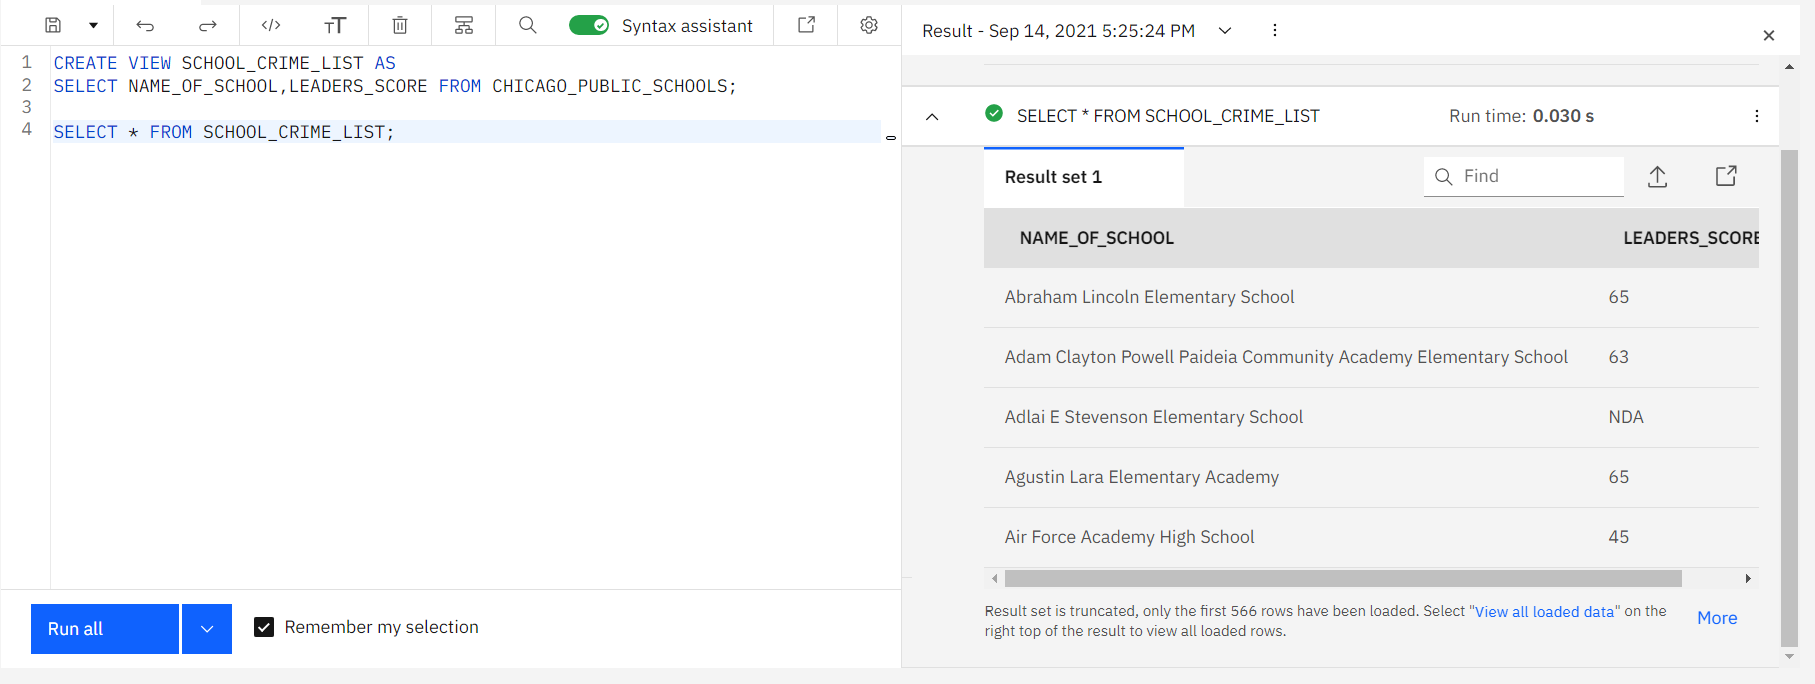 Syntax assistant
1 CREATE VIEW SCHOOL_CRIME_LIST AS
2 SELECT NAME_OF_SCHOOL,LEADERS_SCORE FROM CHICAGO_PUBLIC_SCHOOLS;
3
4 SELECT * FROM SCHOOL_CRIME_LIST;
Run all
Remember my selection
Result - Sep 14, 2021 5:25:24 PM
SELECT * FROM SCHOOL_CRIME_LIST Run time: 0.030 s
Result set 1 Find
NAME_OF_SCHOOL LEADERS_SCORE
Abraham Lincoln Elementary School 65
Adam Clayton Powell Paideia Community Academy Elementary School 63
Adlai E Stevenson Elementary School NDA
Agustin Lara Elementary Academy 65
Air Force Academy High School 45
Result set is truncated, only the first 566 rows have been loaded. Select "View all loaded data" on the
right top of the result to view all loaded rows.
More